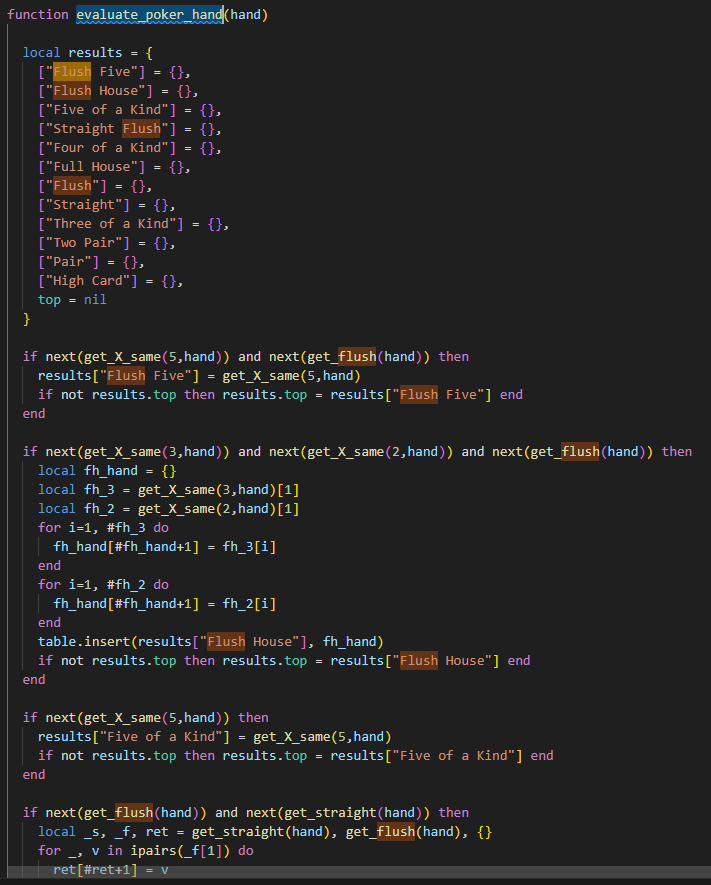 function evaluate_poker_hand(hand)
local results = {
["Flush Five"] = {},
["Flush House"] = {},
["Five of a Kind"] = {},
["Straight Flush"] = {},
["Four of a Kind"] = {},
["Full House"] = {},
["Flush"] = {},
["Straight"] = {},
["Three of a Kind"] = {},
["Two Pair"] = {},
["Pair"] = {},
["High Card"] = {},
top = nil
}
if next(get_X_same(5,hand)) and next(get_flush(hand)) then
results["Flush Five"] = get_X_same(5,hand)
if not results.top then results.top = results["Flush Five"] end
end
if next(get_X_same(3,hand)) and next(get_X_same(2,hand)) and next(get_flush(hand)) then
local fh_hand = {}
local fh_3 = get_X_same(3,hand)[1]
local fh_2 = get_X_same(2,hand)[1]
for i=1, #fh_3 do
fh_hand[#fh_hand+1] = fh_3[i]
end
for i=1, #fh_2 do
fh_hand[#fh_hand+1] = fh_2[i]
end
table.insert(results["Flush House"], fh_hand)
if not results.top then results.top = results["Flush House"] end
end
if next(get_X_same(5,hand)) then
results["Five of a Kind"] = get_X_same(5,hand)
if not results.top then results.top = results["Five of a Kind"] end
end
if next(get_flush(hand)) and next(get_straight(hand)) then
local _s, _f, ret = get_straight(hand), get_flush(hand), {}
for _, v in ipairs(_f[1]) do
ret[#ret+1] = v